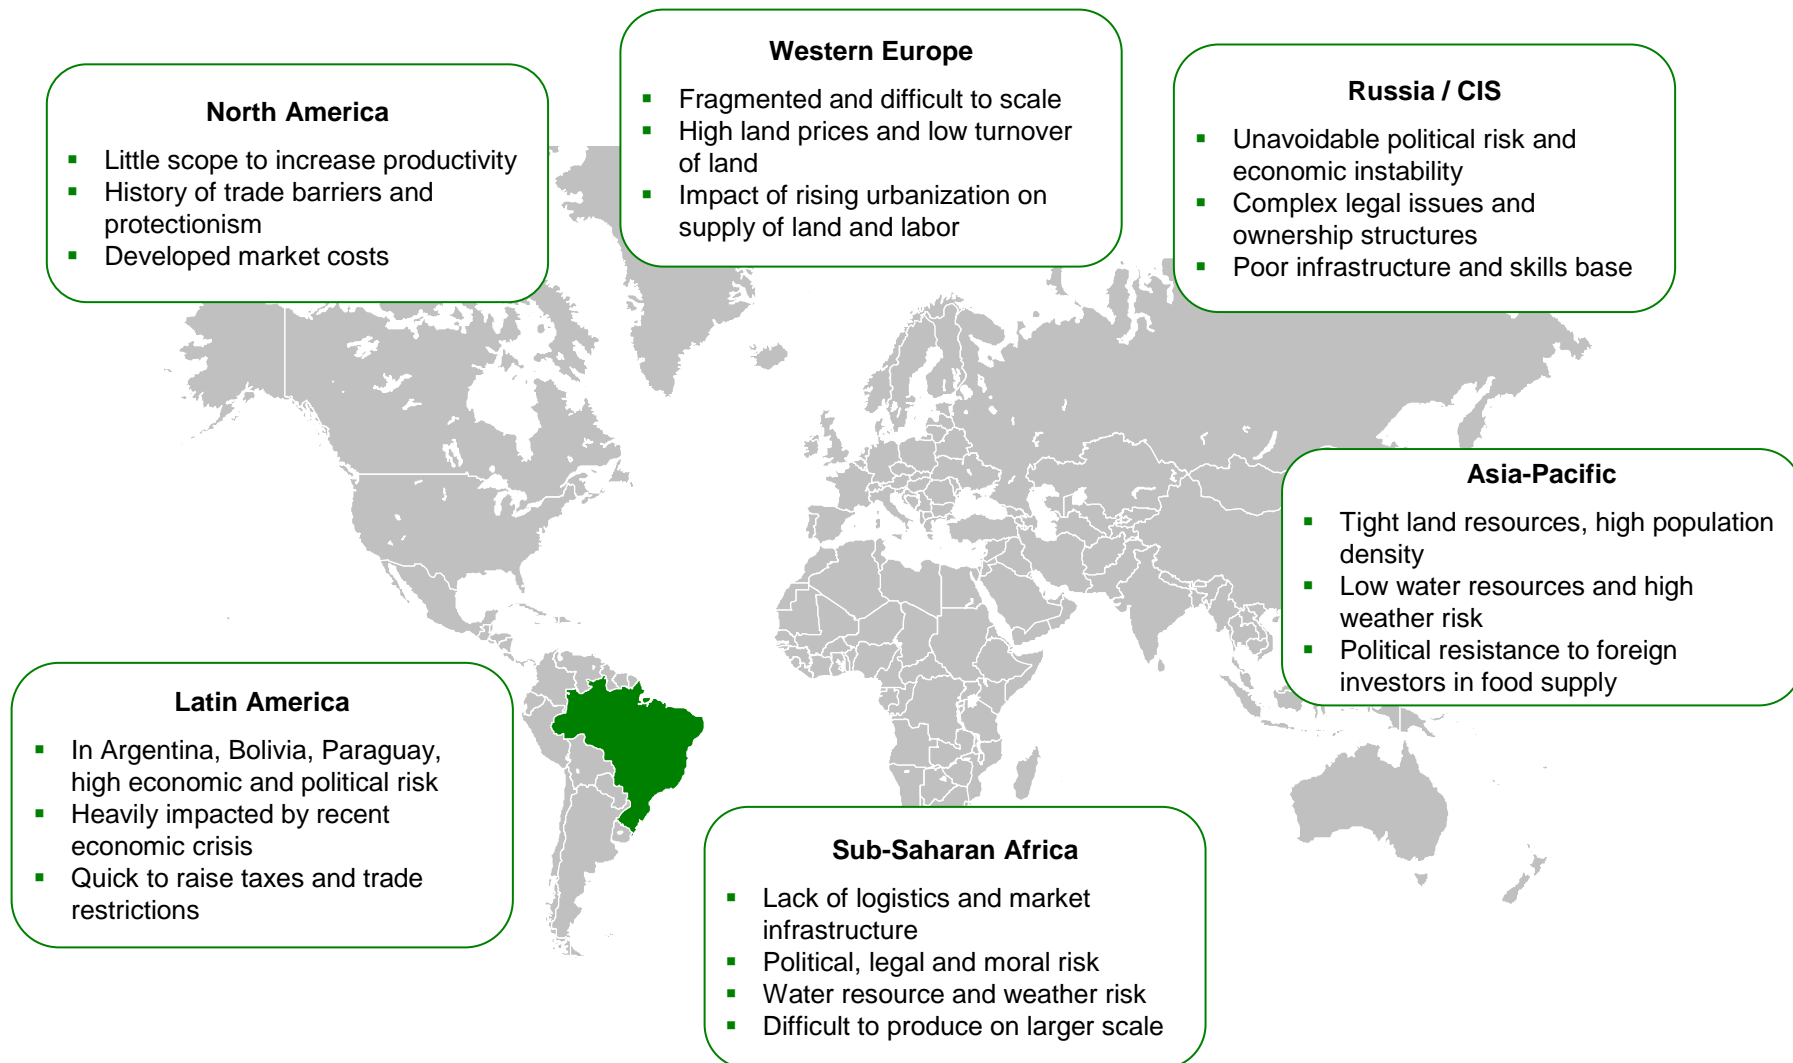 North America
▪ Little scope to increase productivity
▪ History of trade barriers and
protectionism
▪ Developed market costs
Western Europe
▪ Fragmented and difficult to scale
▪ High land prices and low turnover
of land
▪ Impact of rising urbanization on
supply of land and labor
Russia / CIS
▪ Unavoidable political risk and
economic instability
▪ Complex legal issues and
ownership structures
▪ Poor infrastructure and skills base
Asia-Pacific
▪ Tight land resources, high population
density
▪ Low water resources and high
weather risk
▪ Political resistance to foreign
investors in food supply
Latin America
▪ In Argentina, Bolivia, Paraguay,
high economic and political risk
▪ Heavily impacted by recent
economic crisis
▪ Quick to raise taxes and trade
restrictions
Sub-Saharan Africa
▪ Lack of logistics and market
infrastructure
▪ Political, legal and moral risk
▪ Water resource and weather risk
▪ Difficult to produce on larger scale